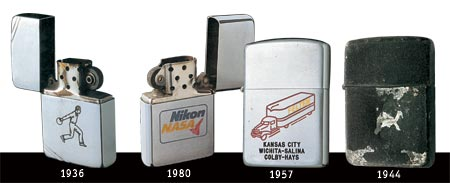 Nikon
NASA
KANSAS CITY
WICHITA-SALINA
COLBY-HAYS
1936
1980
1957
1944